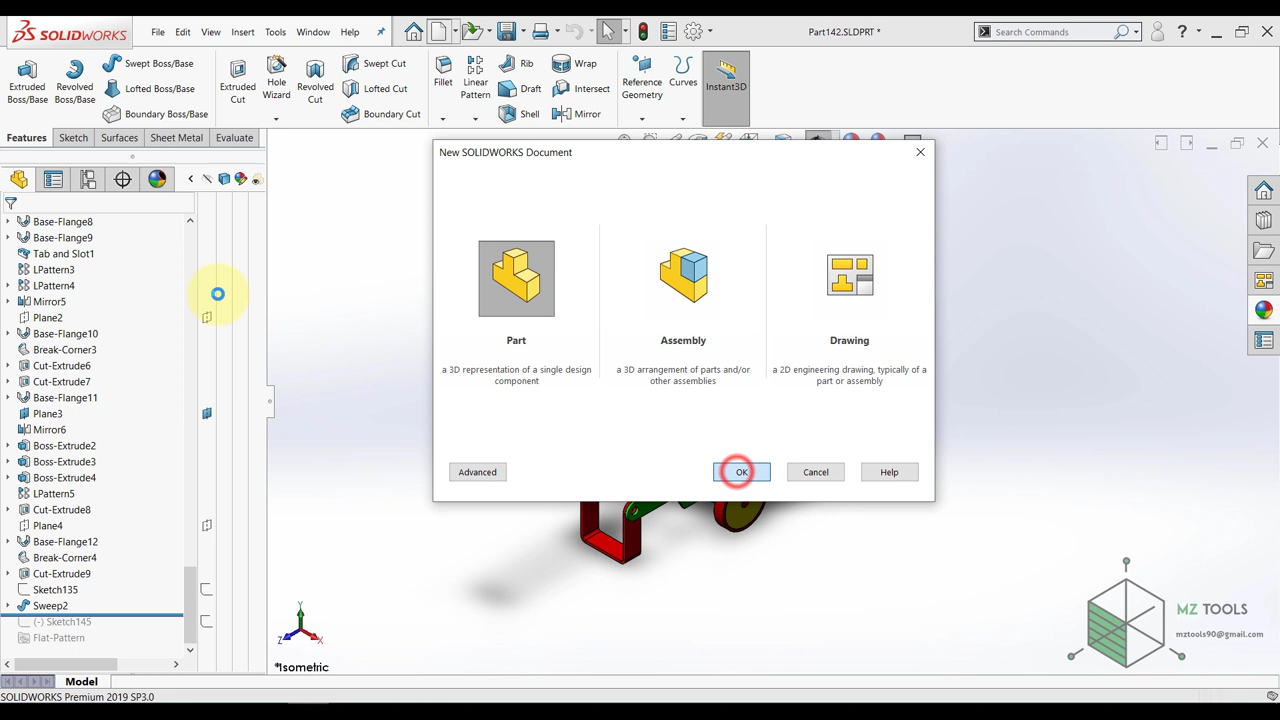 SOLIDWORKS
File
Edit
View
Insert
Tools
Window
Help
Part142.SLDPRT *
Search Commands
?
Extruded
Boss/Base
Revolved
Boss/Base
Swept Boss/Base
Lofted Boss/Base
Boundary Boss/Base
Extruded
Cut
Hole
Wizard
Revolved
Cut
Swept Cut
Lofted Cut
Boundary Cut
Fillet
Linear
Pattern
Rib
Draft
Shell
Wrap
Intersect
Mirror
Reference
Geometry
Curves
Instant3D
Features
Sketch
Surfaces
Sheet Metal
Evaluate
Base-Flange8
Base-Flange9
Tab and Slot1
LPattern3
LPattern4
Mirror5
Plane2
Base-Flange10
Break-Corner3
Cut-Extrude6
Cut-Extrude7
Base-Flange11
Plane3
Mirror6
Boss-Extrude2
Boss-Extrude3
Boss-Extrude4
LPattern5
Cut-Extrude8
Plane4
Base-Flange12
Break-Corner4
Cut-Extrude9
Sketch135
Sweep2
(-) Sketch145
Flat-Pattern
New SOLIDWORKS Document
Part
a 3D representation of a single design
component
Assembly
a 3D arrangement of parts and/or
other assemblies
Drawing
a 2D engineering drawing, typically of a
part or assembly
Advanced
OK
Cancel
Help
Y
Z
X
*Isometric
MZ TOOLS
mztools90@gmail.com
Model
SOLIDWORKS Premium 2019 SP3.0